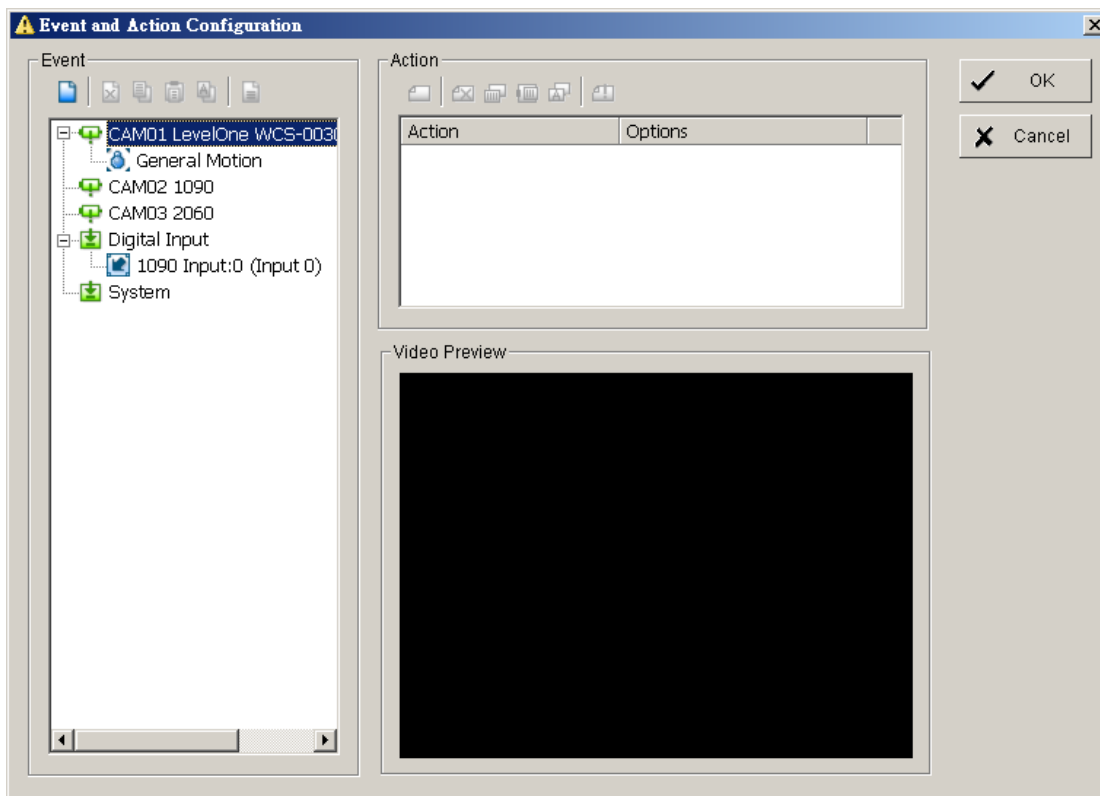 Event and Action Configuration
Event
CAM01 LevelOne WCS-0030
General Motion
CAM02 1090
CAM03 2060
Digital Input
1090 Input:0 (Input 0)
System
Action
Action Options
Video Preview
OK
Cancel